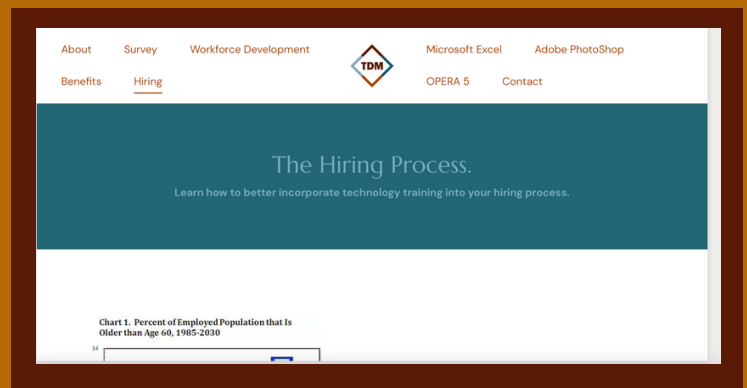 About Survey Workforce Development
Benefits Hiring
TDM
Microsoft Excel Adobe PhotoShop
OPERA 5 Contact
The Hiring Process.
Learn how to better incorporate technology training into your hiring process.
Chart 1. Percent of Employed Population that Is
Older than Age 60, 1985-2030
14